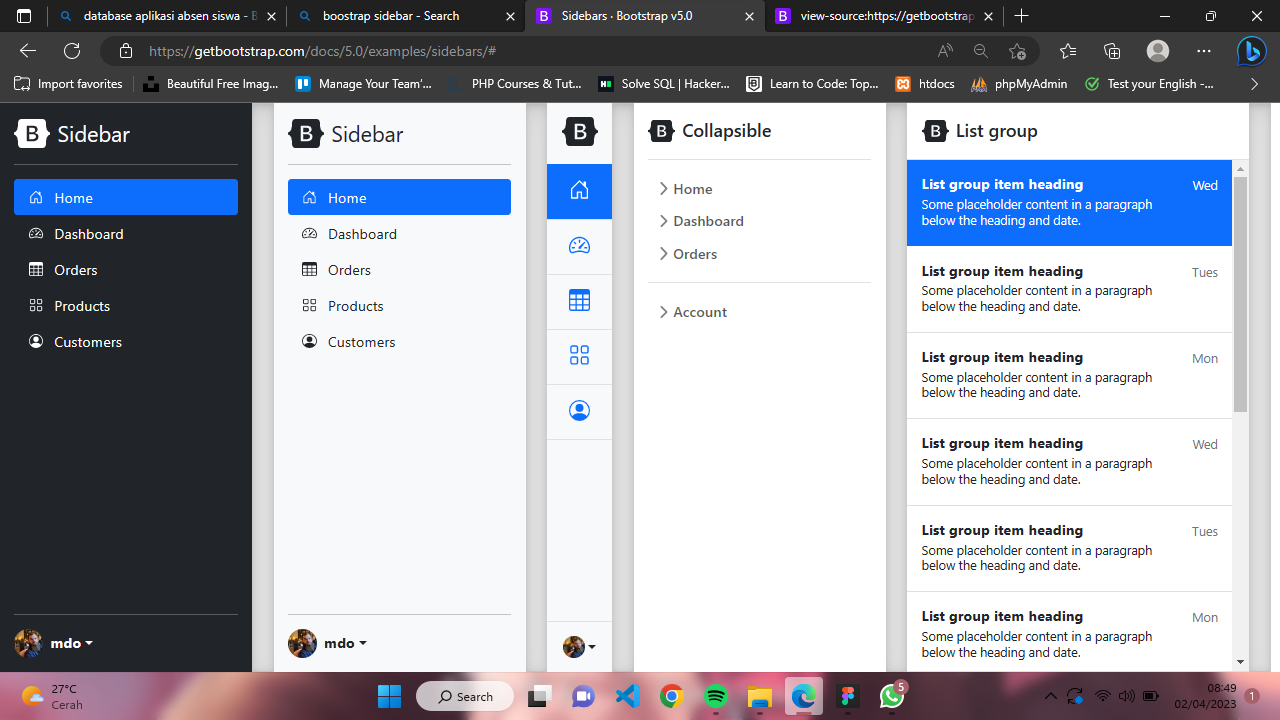 database aplikasi absen siswa - B
boostrap sidebar - Search
Sidebars · Bootstrap v5.0
view-source:https://getbootstrap
https://getbootstrap.com/docs/5.0/examples/sidebars/#
Import favorites
Beautiful Free Imag...
Manage Your Team'...
PHP Courses & Tut...
Solve SQL | Hacker...
Learn to Code: Top...
htdocs
phpMyAdmin
Test your English -...
B Sidebar
Home
Dashboard
Orders
Products
Customers
mdo
B Sidebar
Home
Dashboard
Orders
Products
Customers
mdo
B
B Collapsible
Home
Dashboard
Orders
Account
B List group
List group item heading Wed
Some placeholder content in a paragraph
below the heading and date.
List group item heading Tues
Some placeholder content in a paragraph
below the heading and date.
List group item heading Mon
Some placeholder content in a paragraph
below the heading and date.
List group item heading Wed
Some placeholder content in a paragraph
below the heading and date.
List group item heading Tues
Some placeholder content in a paragraph
below the heading and date.
List group item heading Mon
Some placeholder content in a paragraph
below the heading and date.
27°C
Cerah
Search
5
08:49
02/04/2023
1